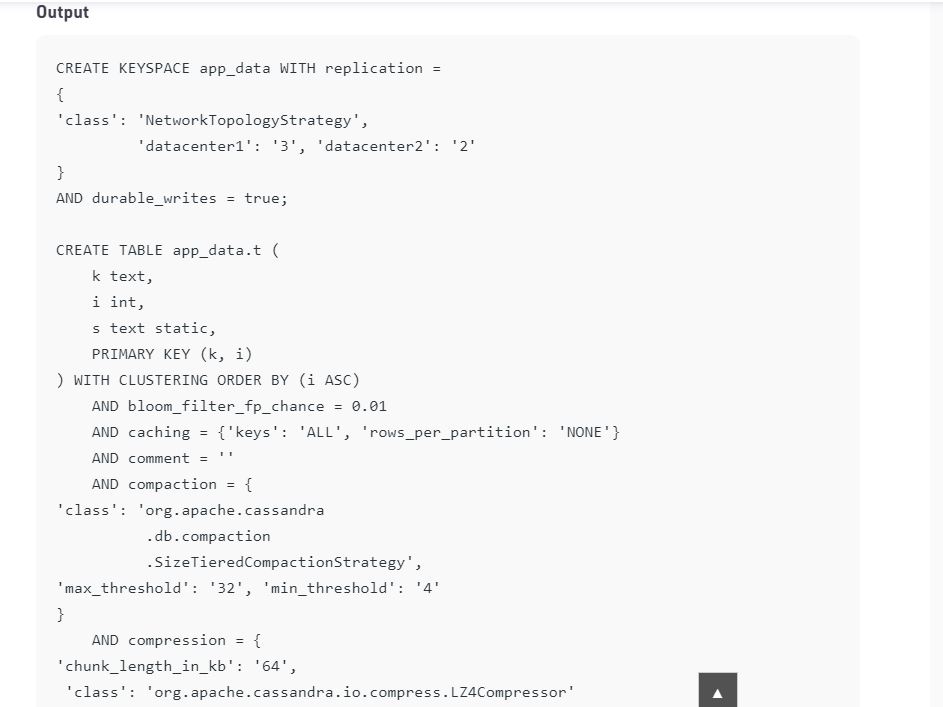 Output
CREATE KEYSPACE app_data WITH replication =
{
'class': 'NetworkTopologyStrategy',
         'datacenter1': '3', 'datacenter2': '2'
}
AND durable_writes = true;

CREATE TABLE app_data.t (
    k text,
    i int,
    s text static,
    PRIMARY KEY (k, i)
) WITH CLUSTERING ORDER BY (i ASC)
    AND bloom_filter_fp_chance = 0.01
    AND caching = {'keys': 'ALL', 'rows_per_partition': 'NONE'}
    AND comment = ''
    AND compaction = {
'class': 'org.apache.cassandra
          .db.compaction
          .SizeTieredCompactionStrategy',
'max_threshold': '32', 'min_threshold': '4'
}
    AND compression = {
'chunk_length_in_kb': '64',
 'class': 'org.apache.cassandra.io.compress.LZ4Compressor'